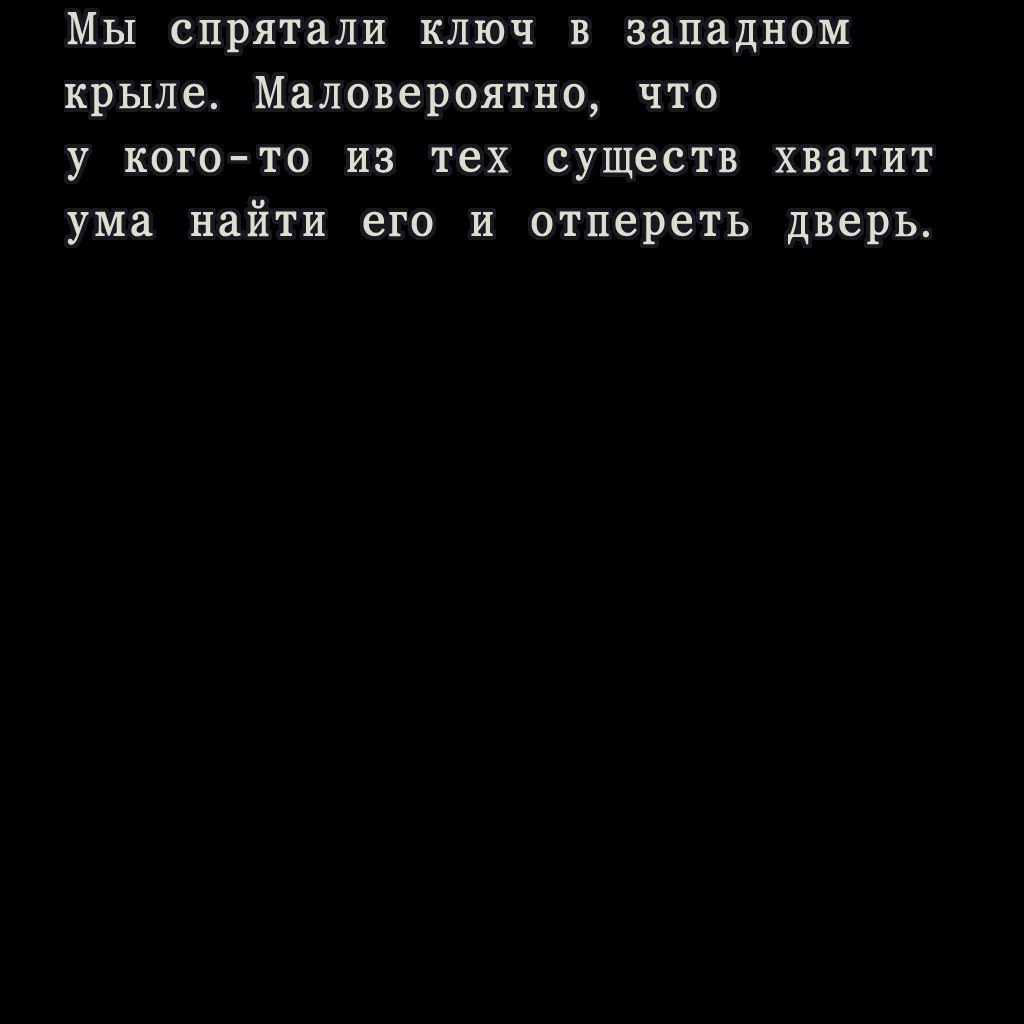 Мы спрятали ключ в западном
крыле. Маловероятно, что
у кого-то из тех существ хватит
ума найти его и отпереть дверь.